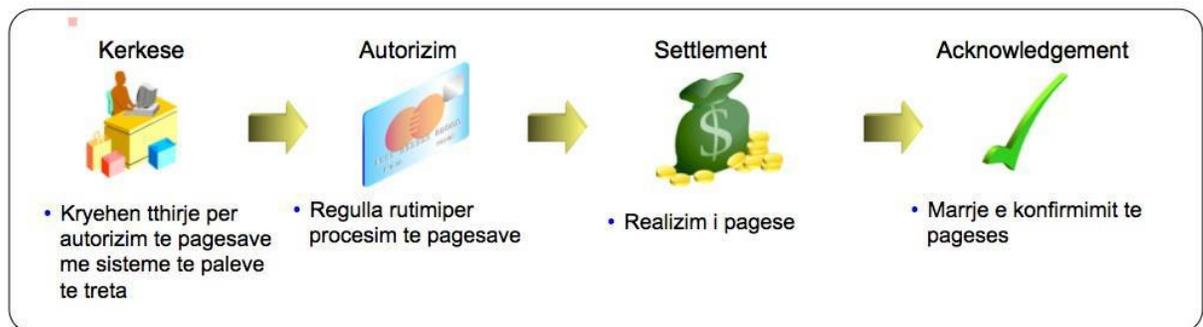 Kerkese
Autorizim
Settlement
Acknowledgement
$
• Kryehen tthirje per
autorizim te pagesave
me sisteme te paleve
te treta
• Regulla rutimiper
procesim te pagesave
• Realizim i pagese
• Marrje e konfirmimit te
pageses